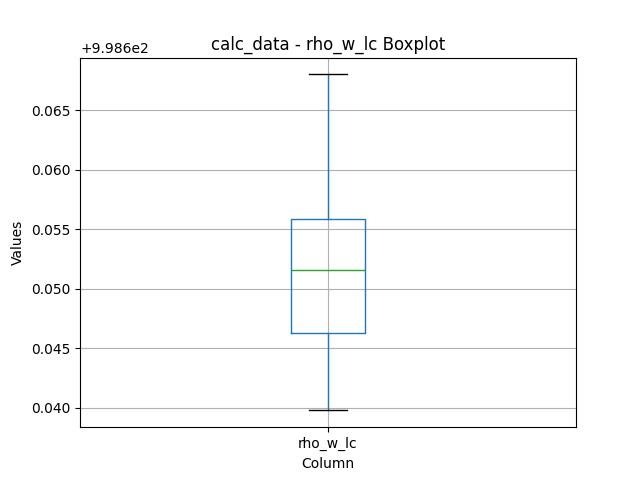 calc_data - rho_w_lc Boxplot
+9.986e2
0.065
0.060
0.055
0.050
0.045
0.040
Values
rho_w_lc
Column